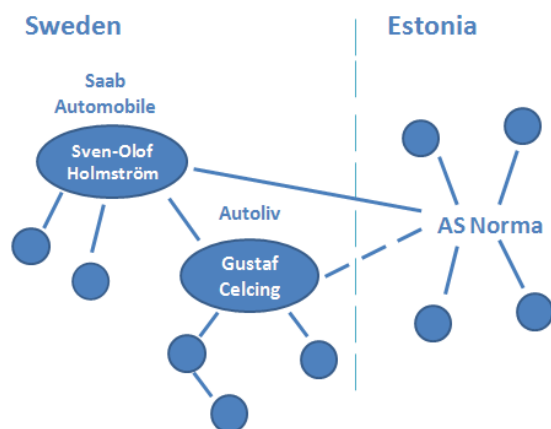 Sweden
Estonia
Saab
Automobile
Sven-Olof
Holmström
Autoliv
AS Norma
Gustaf
Celcing